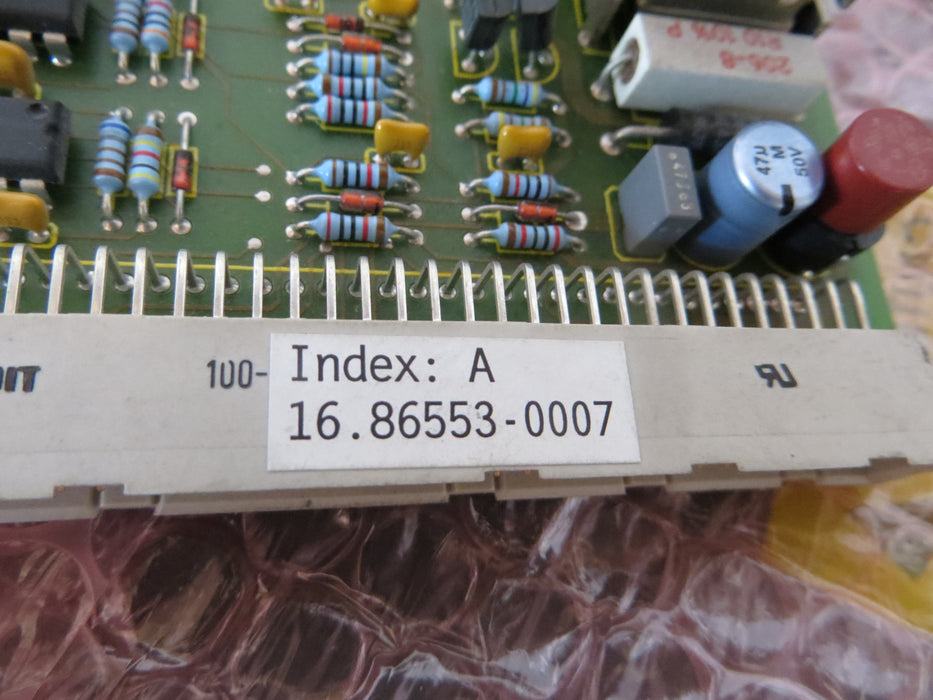 47µ
M
50V
100-
Index: A
16.86553-0007